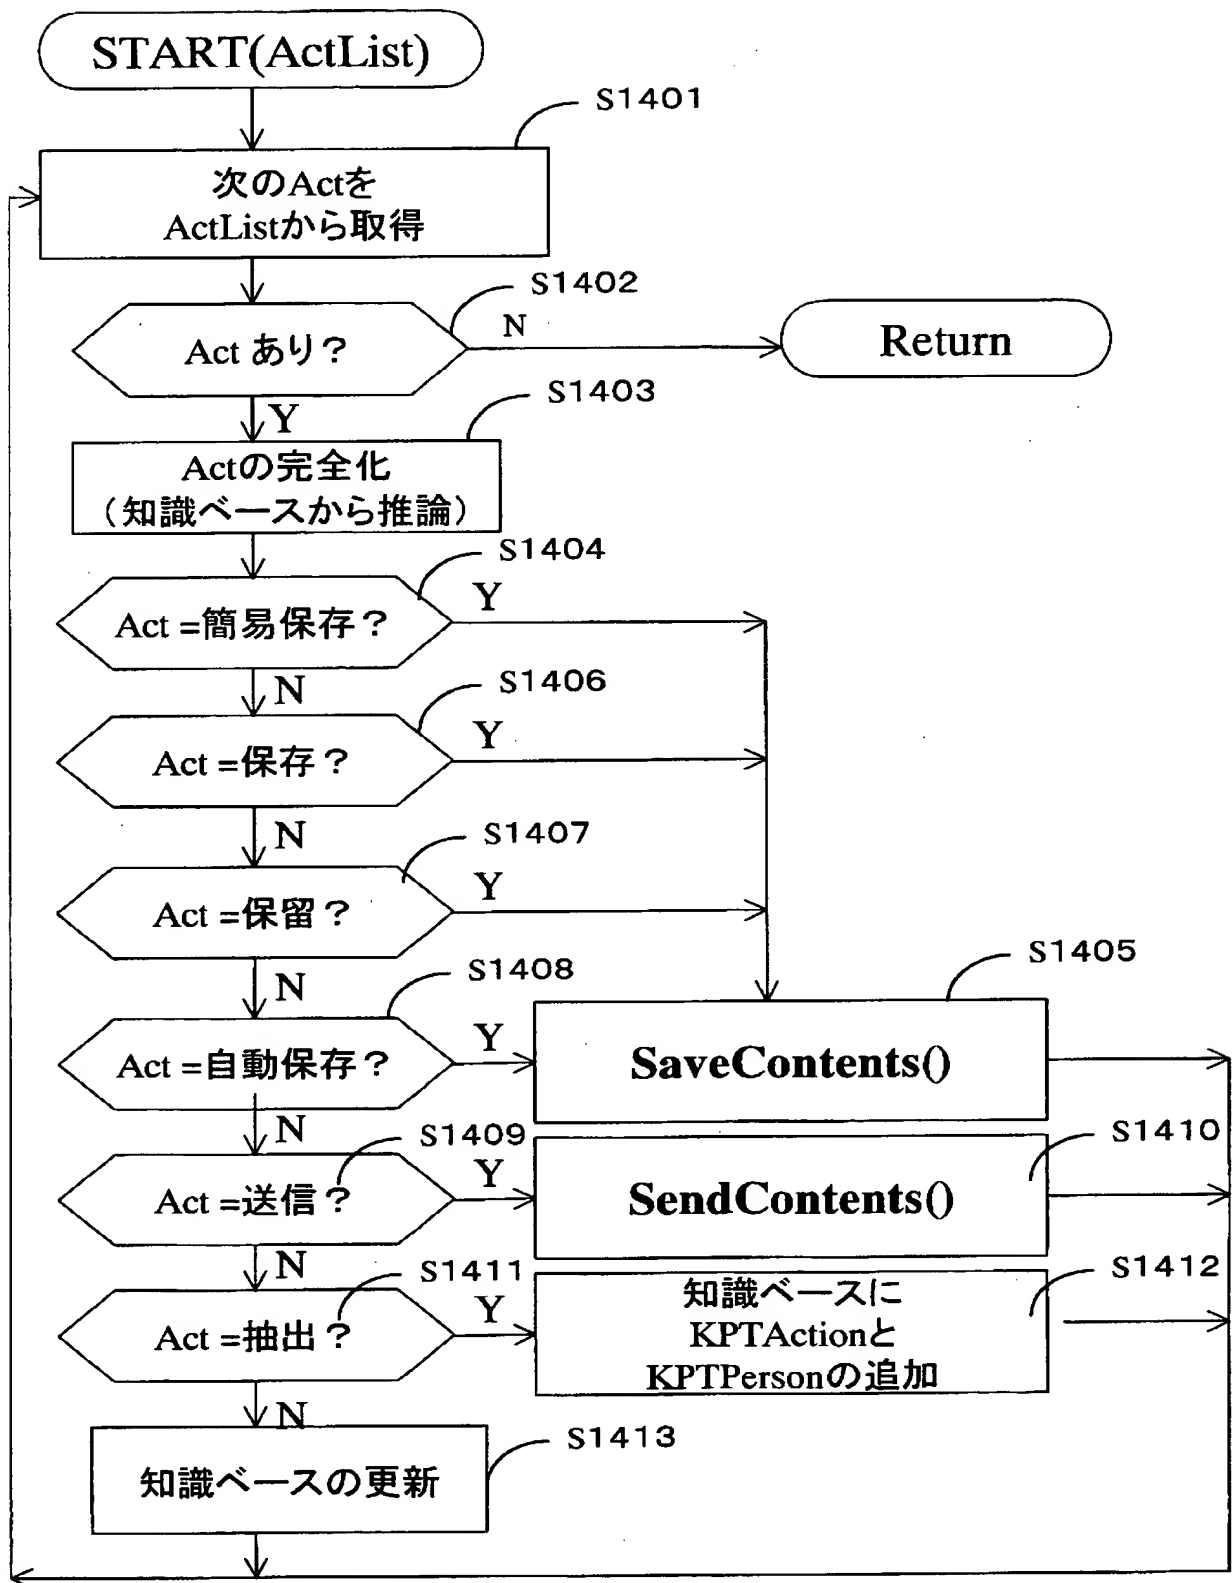 START(ActList)
S1401
次のActを
ActListから取得
S1402
Act あり？
N
Return
Y
S1403
Actの完全化
（知識ベースから推論）
S1404
Act =簡易保存？
Y
N
S1406
Act =保存？
Y
N
S1407
Act =保留？
Y
N
S1408
S1405
Act =自動保存？
Y
SaveContents()
N
S1409
S1410
Act =送信？
Y
SendContents()
N
S1411
S1412
Act =抽出？
Y
知識ベースに
KPTActionと
KPTPersonの追加
N
S1413
知識ベースの更新